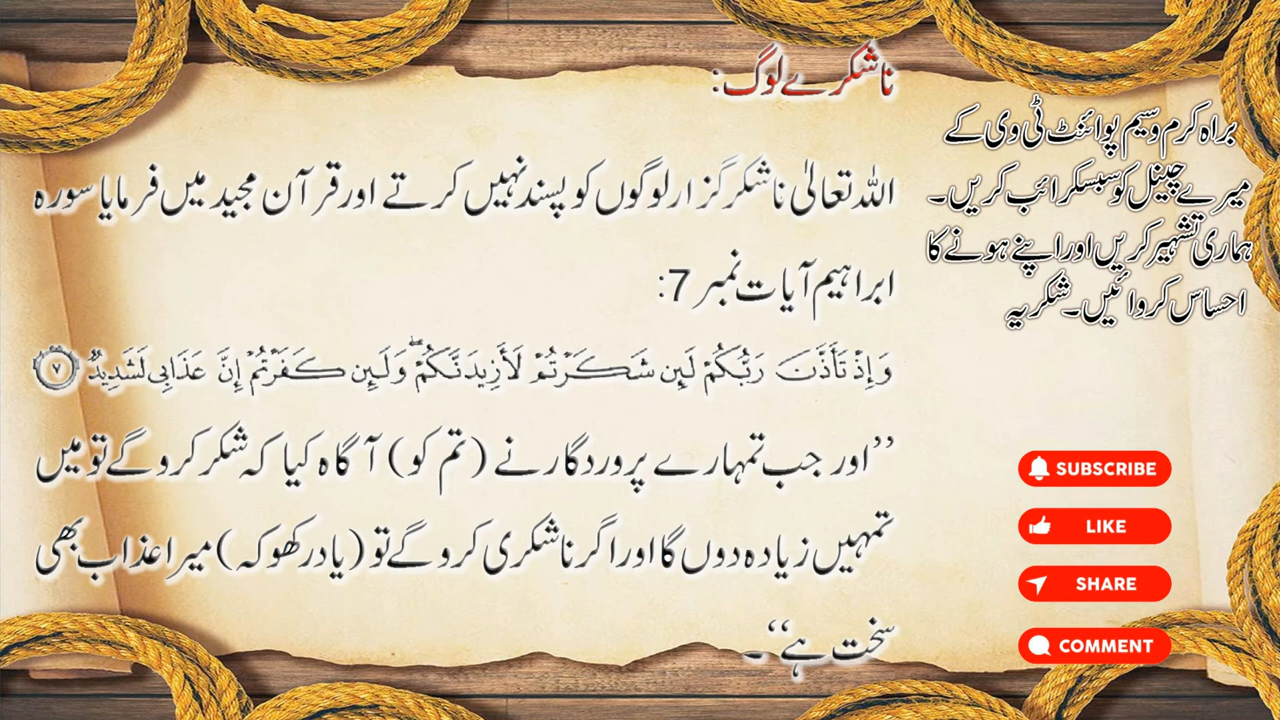 ناشکرے لوگ:
اللہ تعالیٰ ناشکر گزار لوگوں کو پسند نہیں کرتے اور قرآن مجید میں فرمایا سورہ
ابراہیم آیات نمبر 7:
وَإِذْ تَأَذَّنَ رَبُّكُمْ لَئِن شَكَرْتُمْ لَأَزِيدَنَّكُمْ ۖ وَلَئِن كَفَرْتُمْ إِنَّ عَذَابِي لَشَدِيدٌ ٧
’’اور جب تمہارے پروردگار نے (تم کو) آگاہ کیا کہ شکر کرو گے تو میں
تمہیں زیادہ دوں گا اور اگر ناشکری کرو گے تو (یاد رکھو کہ) میرا عذاب بھی
سخت ہے‘‘۔
براہ کرم وسیم پوائنٹ ٹی وی کے
میرے چینل کو سبسکرائب کریں۔
ہماری تشہیر کریں اور اپنے ہونے کا
احساس کروائیں۔ شکریہ
SUBSCRIBE
LIKE
SHARE
COMMENT